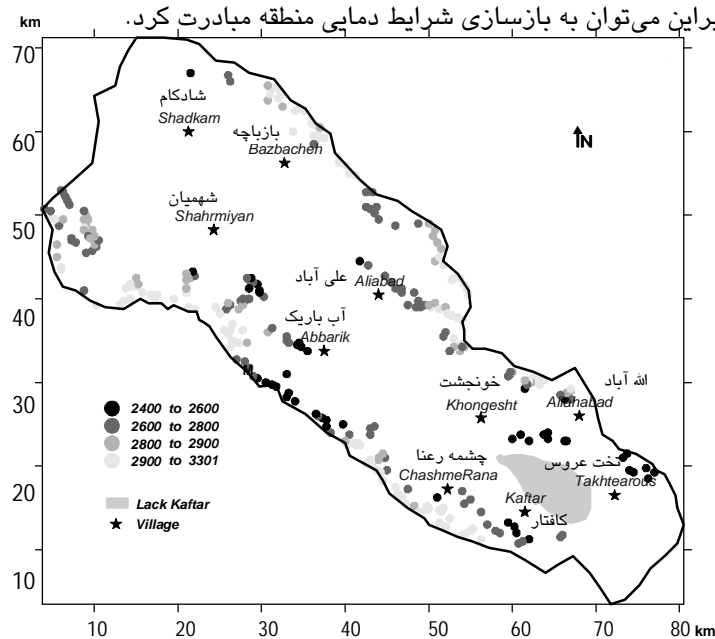 براین می‌توان به بازسازی شرایط دمایی منطقه مبادرت کرد.
km
70
60
50
40
30
20
10
شادکام
Shadkam
بازباچه
Bazbacheh
N
شهمیان
Shahrmiyan
علی آباد
Aliabad
آب باریک
Abbarik
خونجشت
Khongesht
الله آباد
Allahabad
2400 to 2600
2600 to 2800
2800 to 2900
2900 to 3301
Lack Kaftar
Village
چشمه رعنا
ChashmeRana
تخت عروس
Takhtearous
Kaftar
کافتار
10 20 30 40 50 60 70 80 km